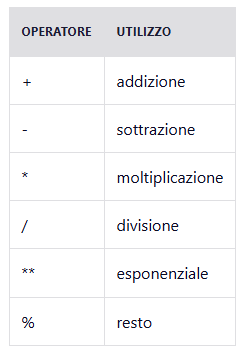 OPERATORE UTILIZZO
+ addizione
- sottrazione
* moltiplicazione
/ divisione
** esponenziale
% resto